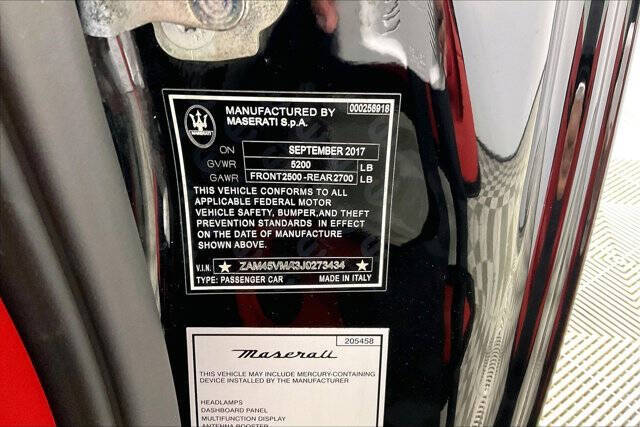 MANUFACTURED BY 000258918
MASERATI S.p.A.
ON SEPTEMBER 2017
GVWR 5200 LB
GAWR FRONT2500-REAR2700 LB
THIS VEHICLE CONFORMS TO ALL
APPLICABLE FEDERAL MOTOR
VEHICLE SAFETY, BUMPER,AND THEFT
PREVENTION STANDARDS IN EFFECT
ON THE DATE OF MANUFACTURE
SHOWN ABOVE.
V.I.N. ★ ZAM45VMA3J0273434 ★
TYPE: PASSENGER CAR MADE IN ITALY
205458
Maserati
THIS VEHICLE MAY INCLUDE MERCURY-CONTAINING
DEVICE INSTALLED BY THE MANUFACTURER
HEADLAMPS
DASHBOARD PANEL
MULTIFUNCTION DISPLAY
ANTENNA BOOSTER